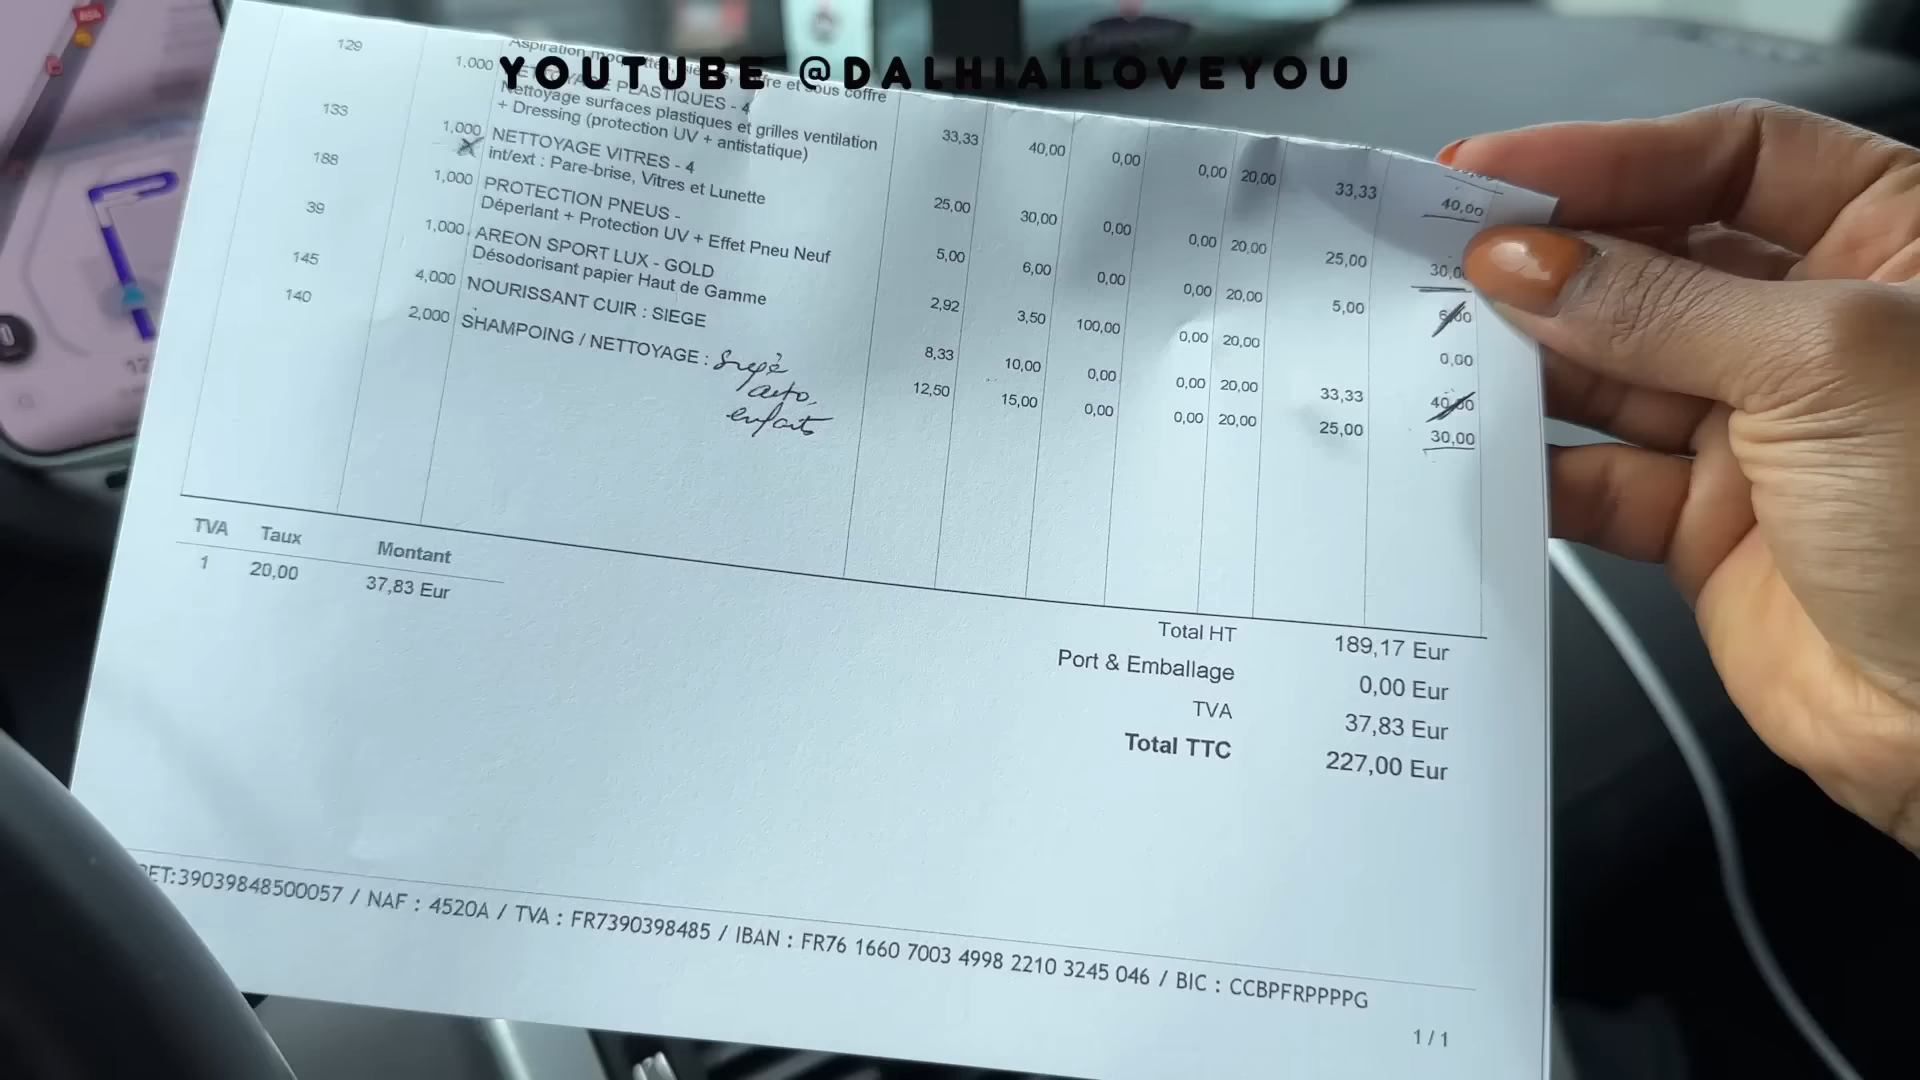 YOUTUBE @DALHIAILOVEYOU
coffre
129 1.000 PLASTIQUES - 4 33,33 40,00 0,00 0,00 20,00 33,33 40,00
Nettoyage surfaces plastiques et grilles ventilation
+ Dressing (protection UV + antistatique)
133 1,000 NETTOYAGE VITRES - 4 25,00 30,00 0,00 0,00 20,00 25,00
int/ext : Pare-brise, Vitres et Lunette
188 1,000 PROTECTION PNEUS - 5,00 6,00 0,00 0,00 20,00 5,00 6,00
Déperlant + Protection UV + Effet Pneu Neuf
39 1,000 AREON SPORT LUX - GOLD 2,92 3,50 100,00 0,00 20,00 0,00
Désodorisant papier Haut de Gamme
145 4,000 NOURISSANT CUIR : SIEGE 8,33 10,00 0,00 0,00 20,00 33,33 40,00
140 2,000 SHAMPOING / NETTOYAGE : 12,50 15,00 0,00 0,00 20,00 25,00 30,00
auto,
enfants
TVA Taux Montant
1 20,00 37,83 Eur
Total HT 189,17 Eur
Port & Emballage 0,00 Eur
TVA 37,83 Eur
Total TTC 227,00 Eur
39039848500057 / NAF : 4520A / TVA : FR7390398485 / IBAN : FR76 1660 7003 4998 2210 3245 046 / BIC : CCBPFRPPPPG
1 / 1